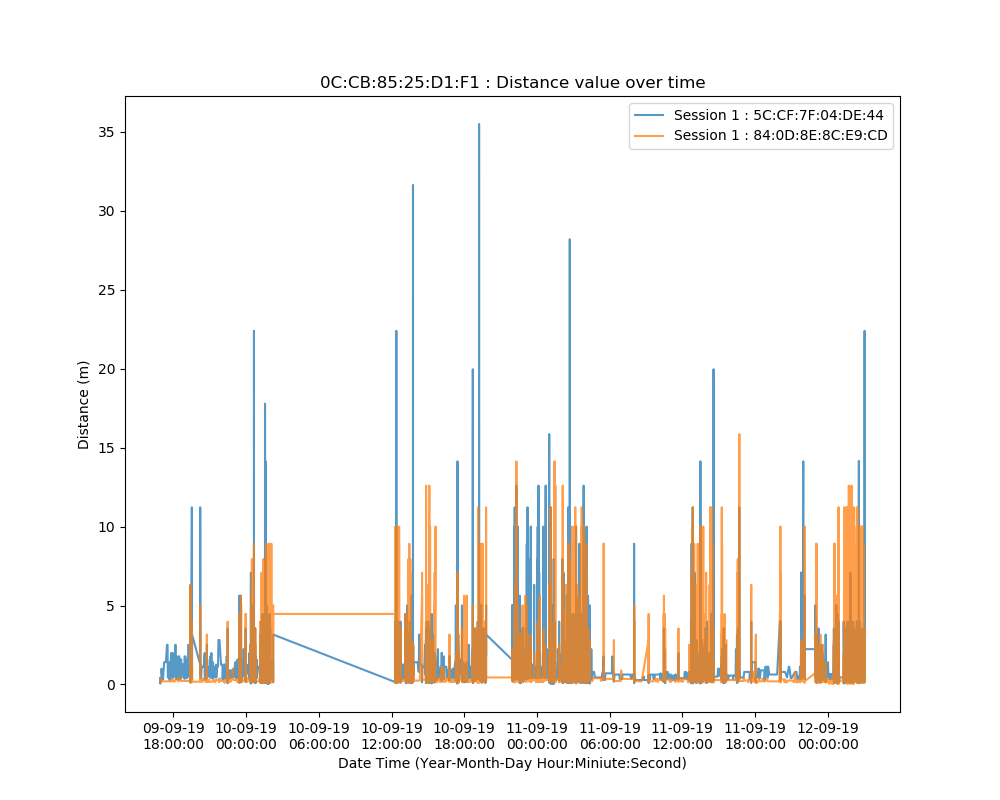 0C:CB:85:25:D1:F1 : Distance value over time
Session 1 : 5C:CF:7F:04:DE:44
Session 1 : 84:0D:8E:8C:E9:CD
Distance (m)
35
30
25
20
15
10
5
0
09-09-19 10-09-19 10-09-19 10-09-19 10-09-19 11-09-19 11-09-19 11-09-19 11-09-19 12-09-19
18:00:00 00:00:00 06:00:00 12:00:00 18:00:00 00:00:00 06:00:00 12:00:00 18:00:00 00:00:00
Date Time (Year-Month-Day Hour:Miniute:Second)